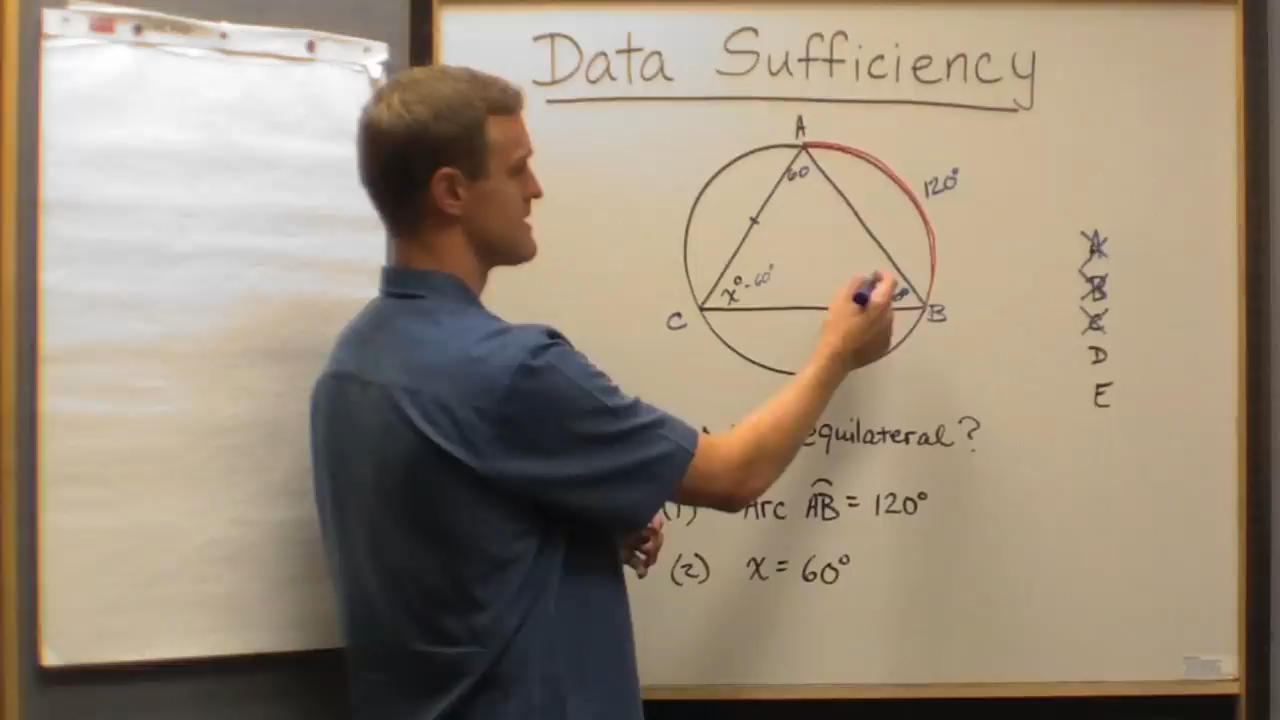 Data Sufficiency
A
60
120°
x° - 60°
C
B
A
B
C
D
E
equilateral?
(1) Arc AB = 120°
(2) x = 60°